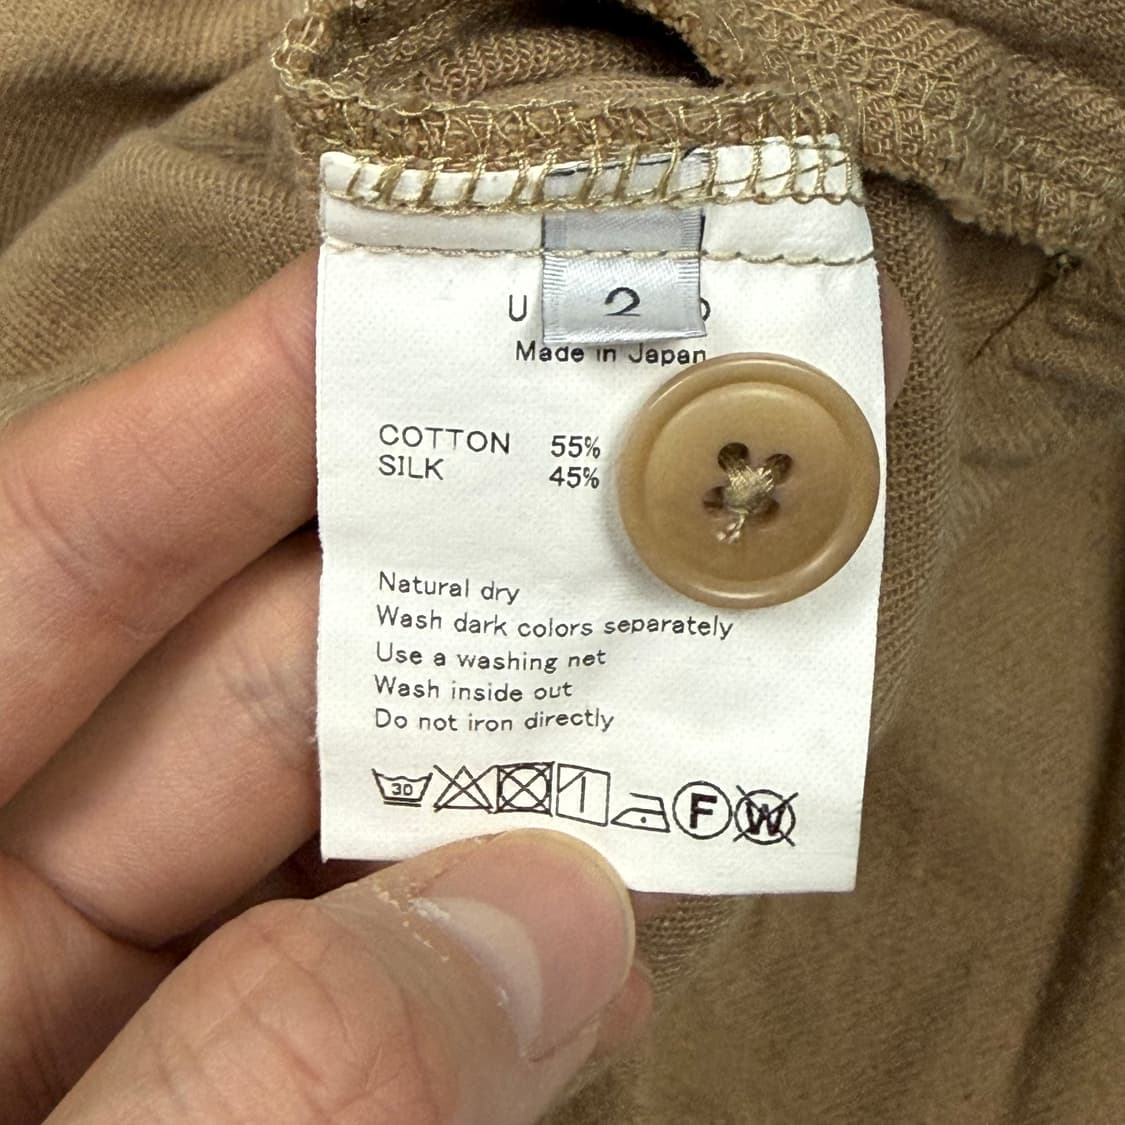 2
Made in Japan
COTTON 55%
SILK 45%
Natural dry
Wash dark colors separately
Use a washing net
Wash inside out
Do not iron directly
30 F W